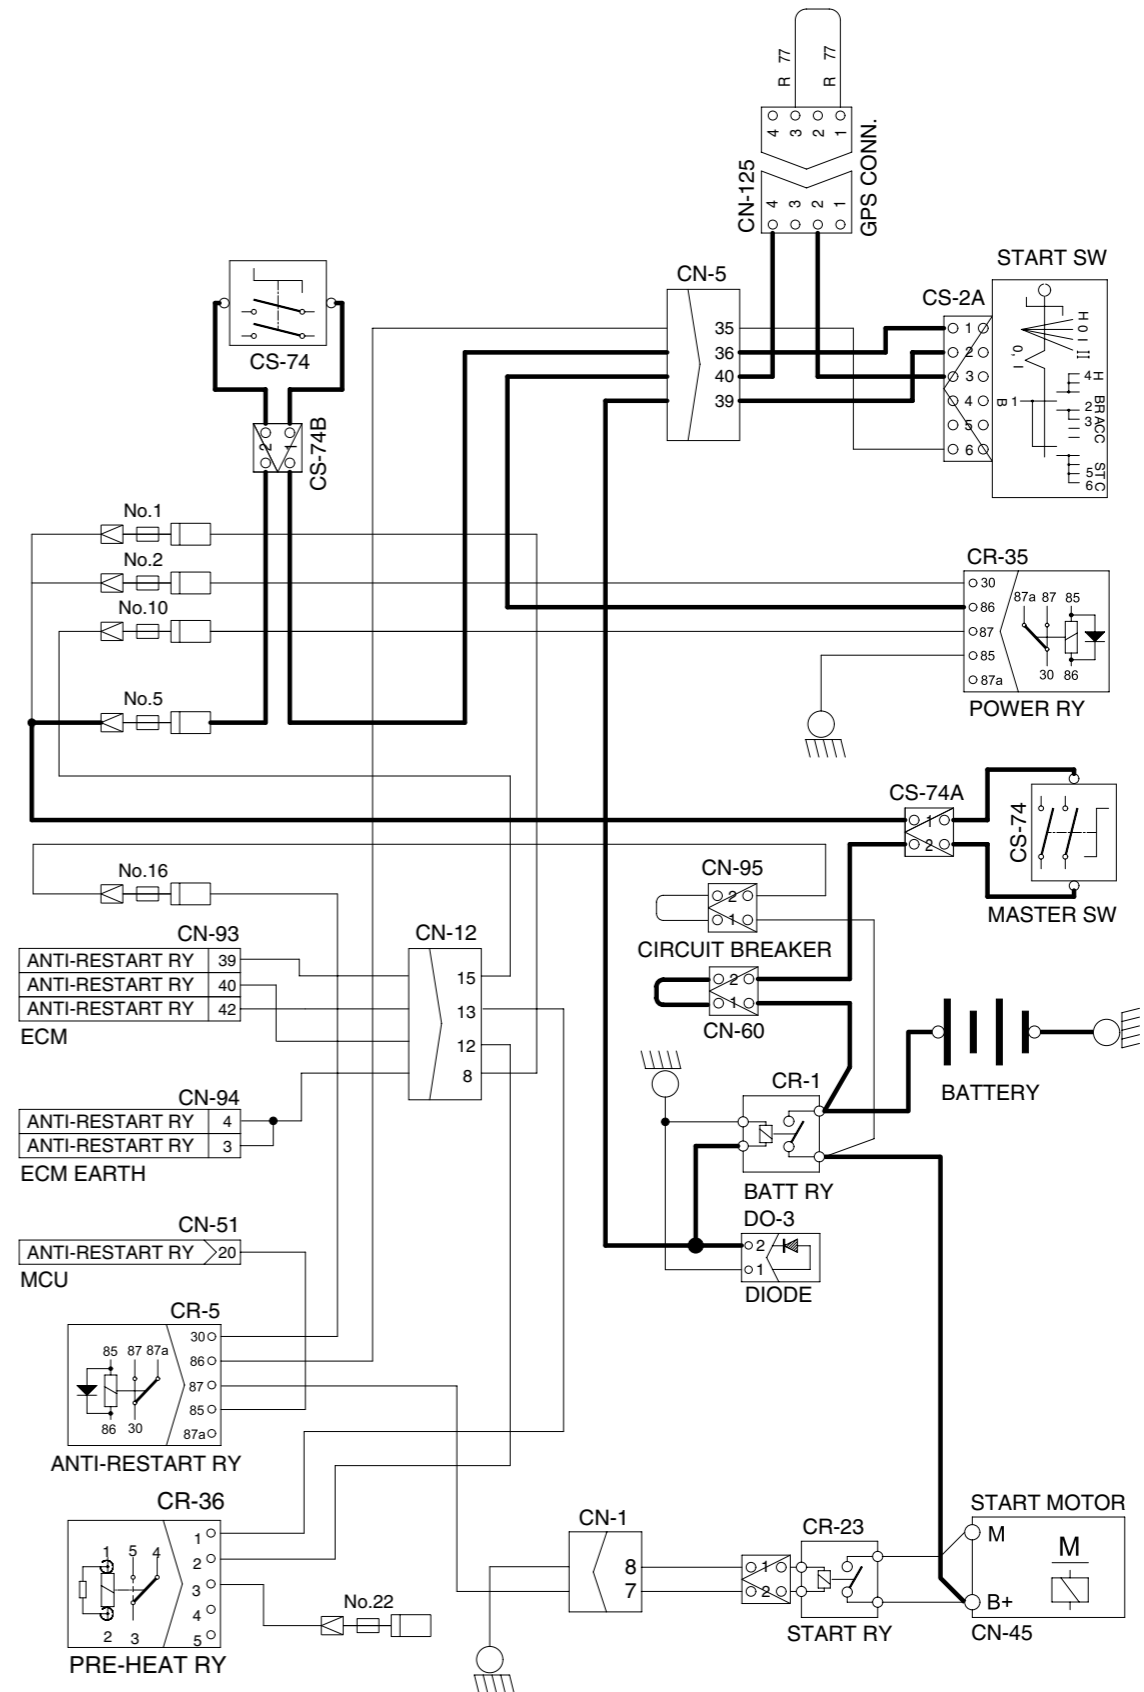 R 77
R 77
4 3 2 1
4 3 2 1
CN-125
GPS CONN.
START SW
CN-5
CS-2A
35
36
40
39
1
2
3
4
5
6
H O I II
0, I
B 1
4 H
BR
2
3 ACC
ST
5
6 C
CS-74
2 1
CS-74B
No.1
No.2
No.10
No.5
CR-35
30
86
87
85
87a
87a 87 85
30 86
POWER RY
CS-74A
1
2
CS-74
MASTER SW
No.16
CN-95
2
1
CIRCUIT BREAKER
2
1
CN-60
CN-93
ANTI-RESTART RY 39
ANTI-RESTART RY 40
ANTI-RESTART RY 42
ECM
CN-12
15
13
12
8
BATTERY
CR-1
BATT RY
CN-94
ANTI-RESTART RY 4
ANTI-RESTART RY 3
ECM EARTH
DO-3
2
1
DIODE
CN-51
ANTI-RESTART RY 20
MCU
CR-5
30
86
87
85
87a
85 87 87a
86 30
ANTI-RESTART RY
CR-36
1
2
3
4
5
1 5 4
2 3
PRE-HEAT RY
No.22
CN-1
8
7
CR-23
1
2
START RY
START MOTOR
M
M
B+
CN-45